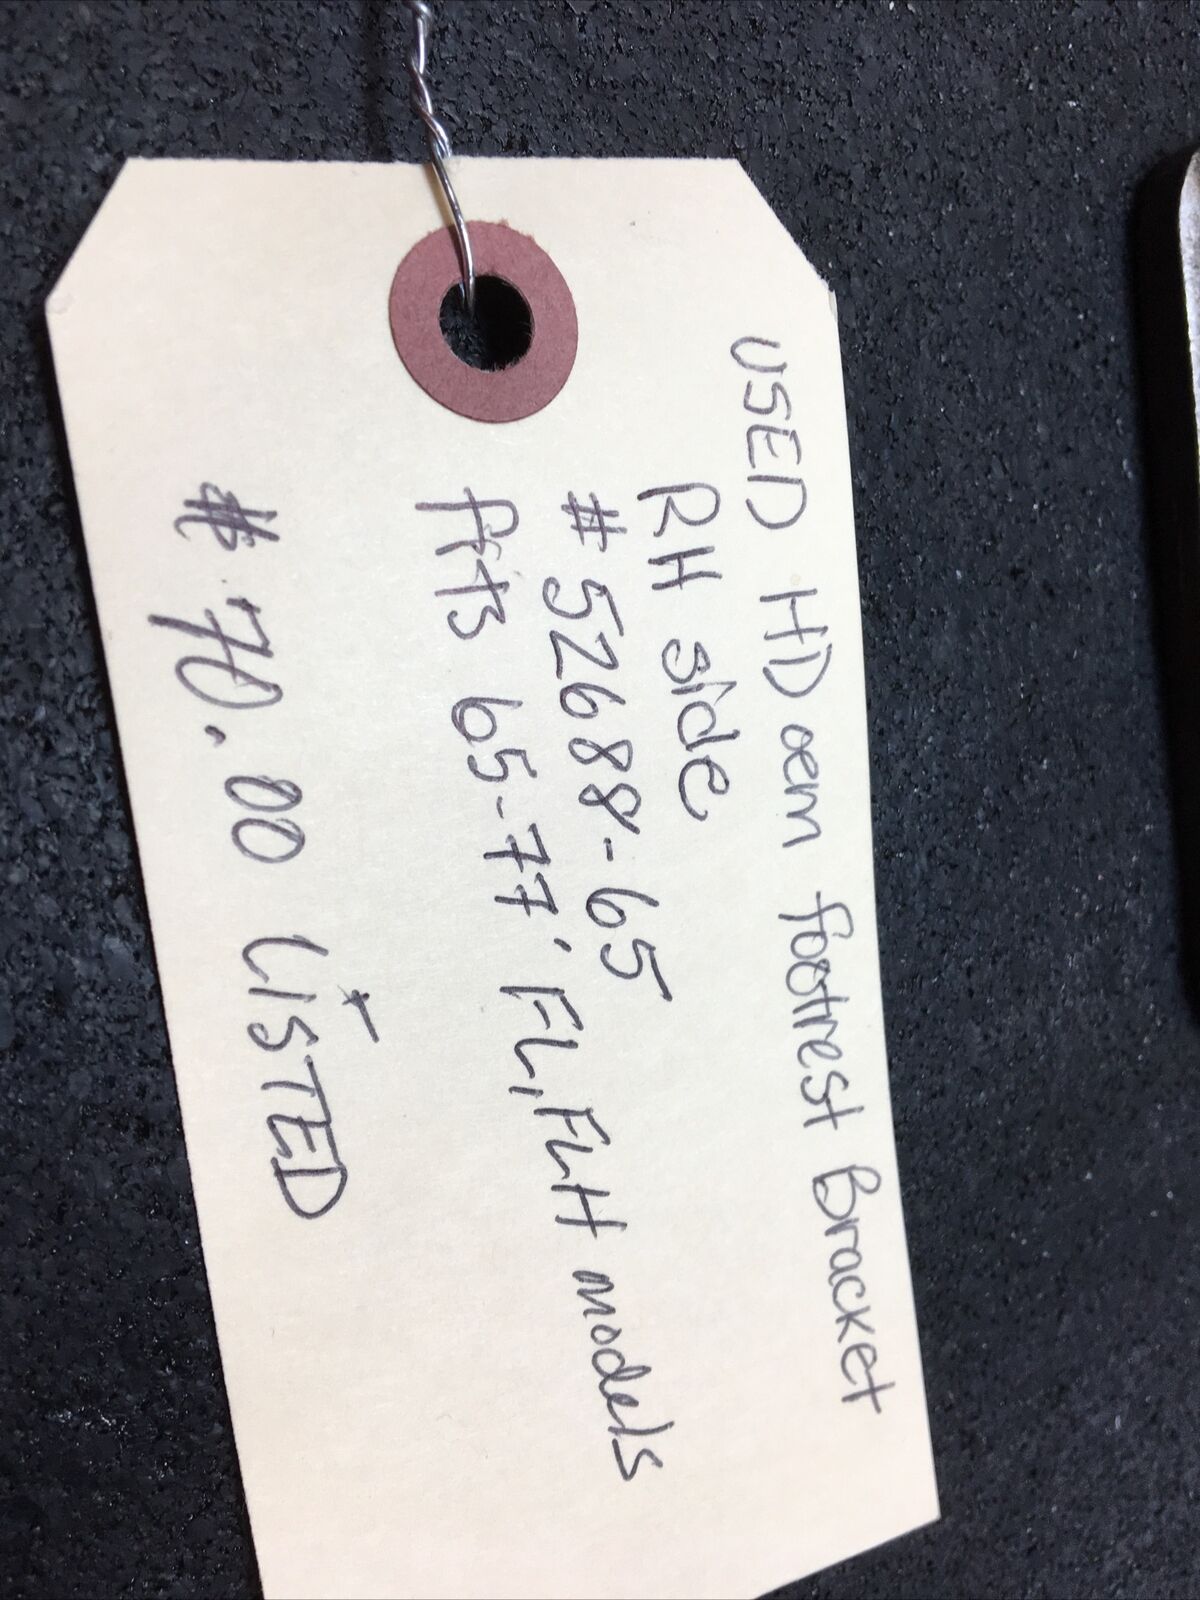 USED HD oem footrest Bracket
RH side
# 52688-65
fits 65-77' FL, FLH models
$70.00 LISTED